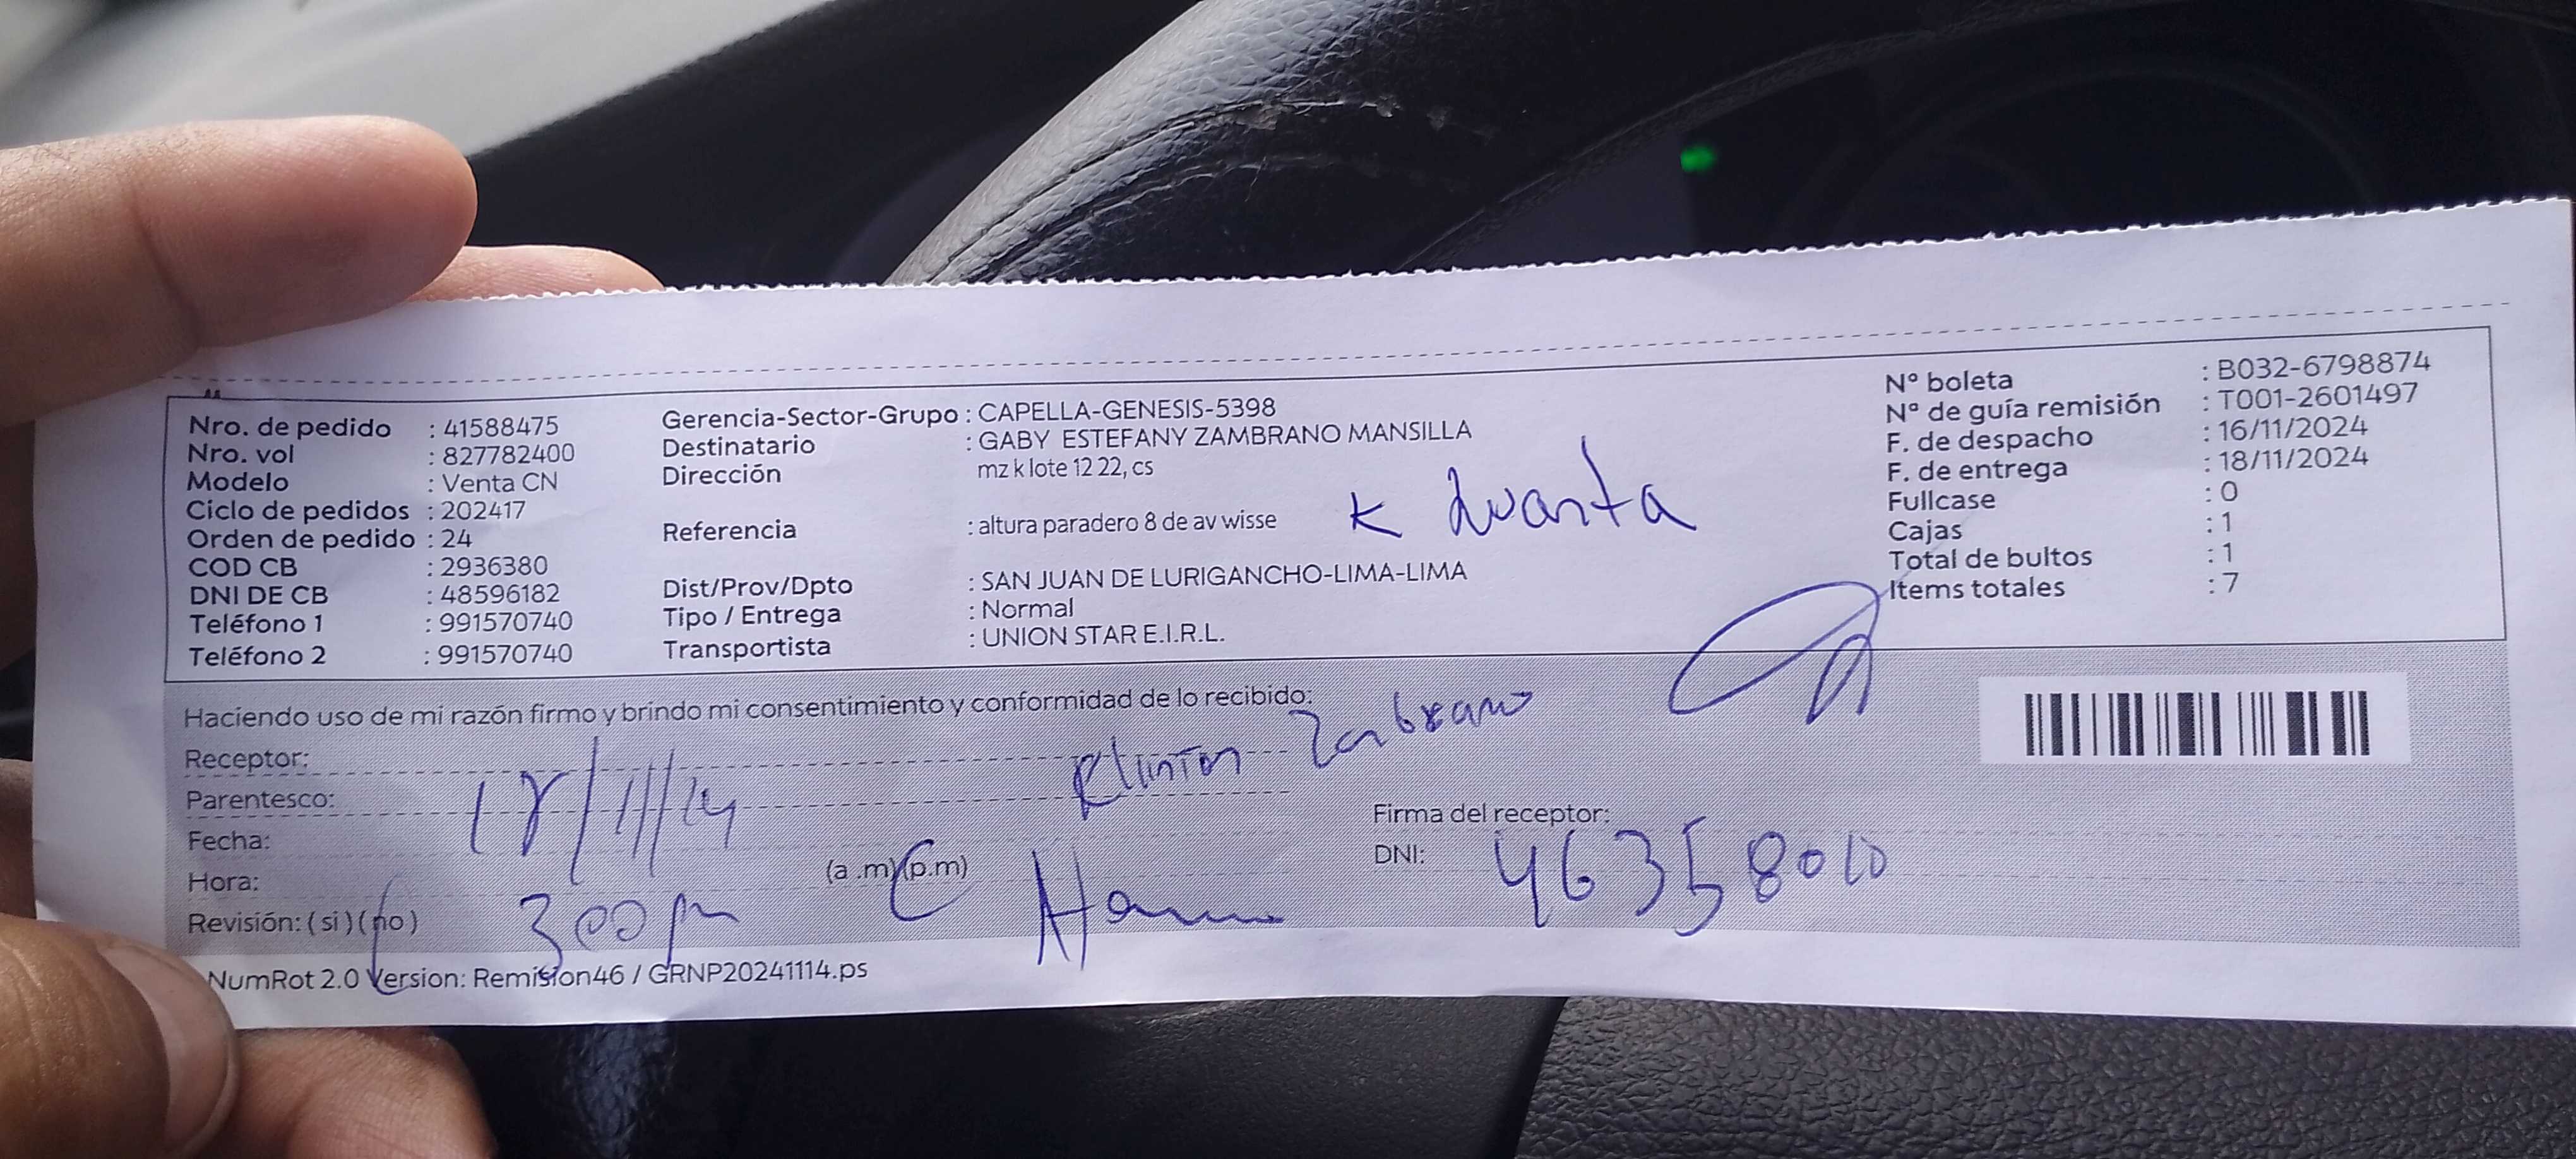 Nro. de pedido : 41588475
Nro. vol : 827782400
Modelo : Venta CN
Ciclo de pedidos : 202417
Orden de pedido : 24
COD CB : 2936380
DNI DE CB : 48596182
Teléfono 1 : 991570740
Teléfono 2 : 991570740
Gerencia-Sector-Grupo : CAPELLA-GENESIS-5398
Destinatario : GABY ESTEFANY ZAMBRANO MANSILLA
Dirección mz k lote 12 22, cs
Referencia : altura paradero 8 de av wisse
K
Dist/Prov/Dpto : SAN JUAN DE LURIGANCHO-LIMA-LIMA
Tipo / Entrega : Normal
Transportista : UNION STAR E.I.R.L.
Nº boleta : B032-6798874
Nº de guía remisión : T001-2601497
F. de despacho : 16/11/2024
F. de entrega : 18/11/2024
Fullcase : 0
Cajas : 1
Total de bultos : 1
Items totales : 7
Haciendo uso de mi razón firmo y brindo mi consentimiento y conformidad de lo recibido:
Receptor: Zambrano
Parentesco:
Fecha: 18/11/24
Hora: 300 pm (a .m) (p.m)
Revisión: ( si ) ( no )
Firma del receptor:
DNI: 46358010
NumRot 2.0 Version: Remision46 / GRNP20241114.ps